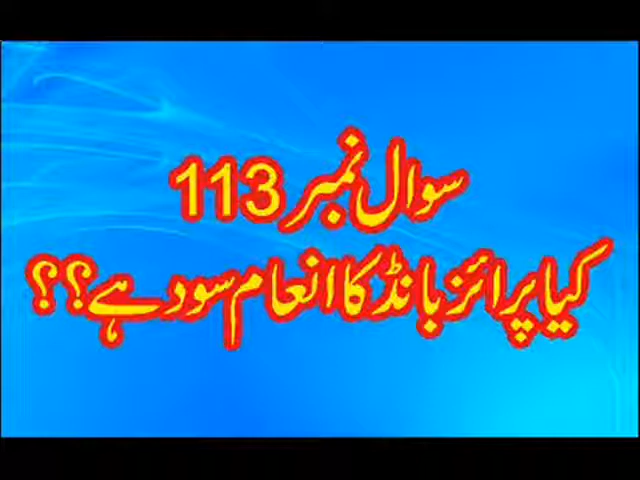 سوال نمبر 113
کیا پرائز بانڈ کا انعام سود ہے؟؟